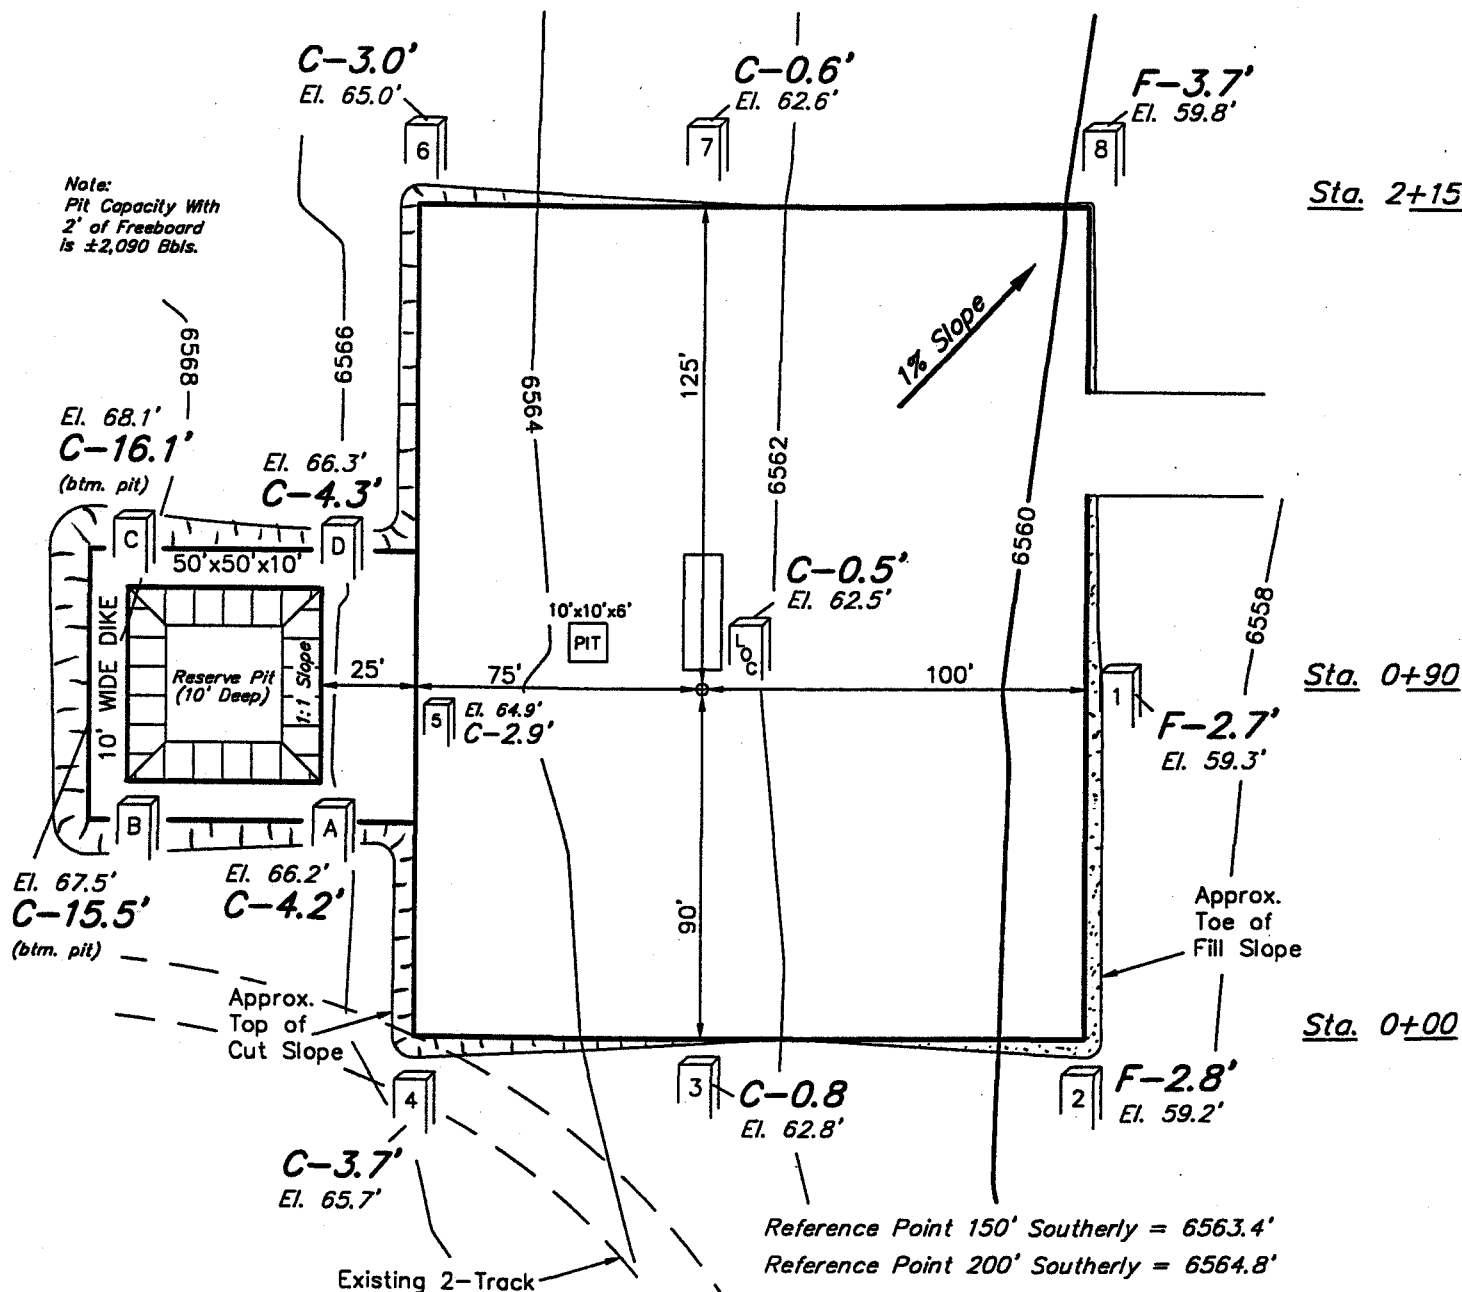 C-3.0'
El. 65.0'
C-0.6'
El. 62.6'
F-3.7'
El. 59.8'
6
7
8
Note:
Pit Capacity With
2' of Freeboard
is ±2,090 Bbls.
Sta. 2+15
6568
6566
6564
125'
1% Slope
6562
6560
El. 68.1'
C-16.1'
(btm. pit)
El. 66.3'
C-4.3'
C
D
50'x50'x10'
10' WIDE DIKE
Reserve Pit
(10' Deep)
1:1 Slope
25'
75'
10'x10'x6'
PIT
C-0.5'
El. 62.5'
LOC
100'
6558
Sta. 0+90
1
F-2.7'
El. 59.3'
5
El. 64.9'
C-2.9'
B
A
El. 67.5'
C-15.5'
(btm. pit)
El. 66.2'
C-4.2'
90'
Approx.
Toe of
Fill Slope
Approx.
Top of
Cut Slope
Sta. 0+00
4
3
2
C-0.8
El. 62.8'
F-2.8'
El. 59.2'
C-3.7'
El. 65.7'
Reference Point 150' Southerly = 6563.4'
Reference Point 200' Southerly = 6564.8'
Existing 2-Track